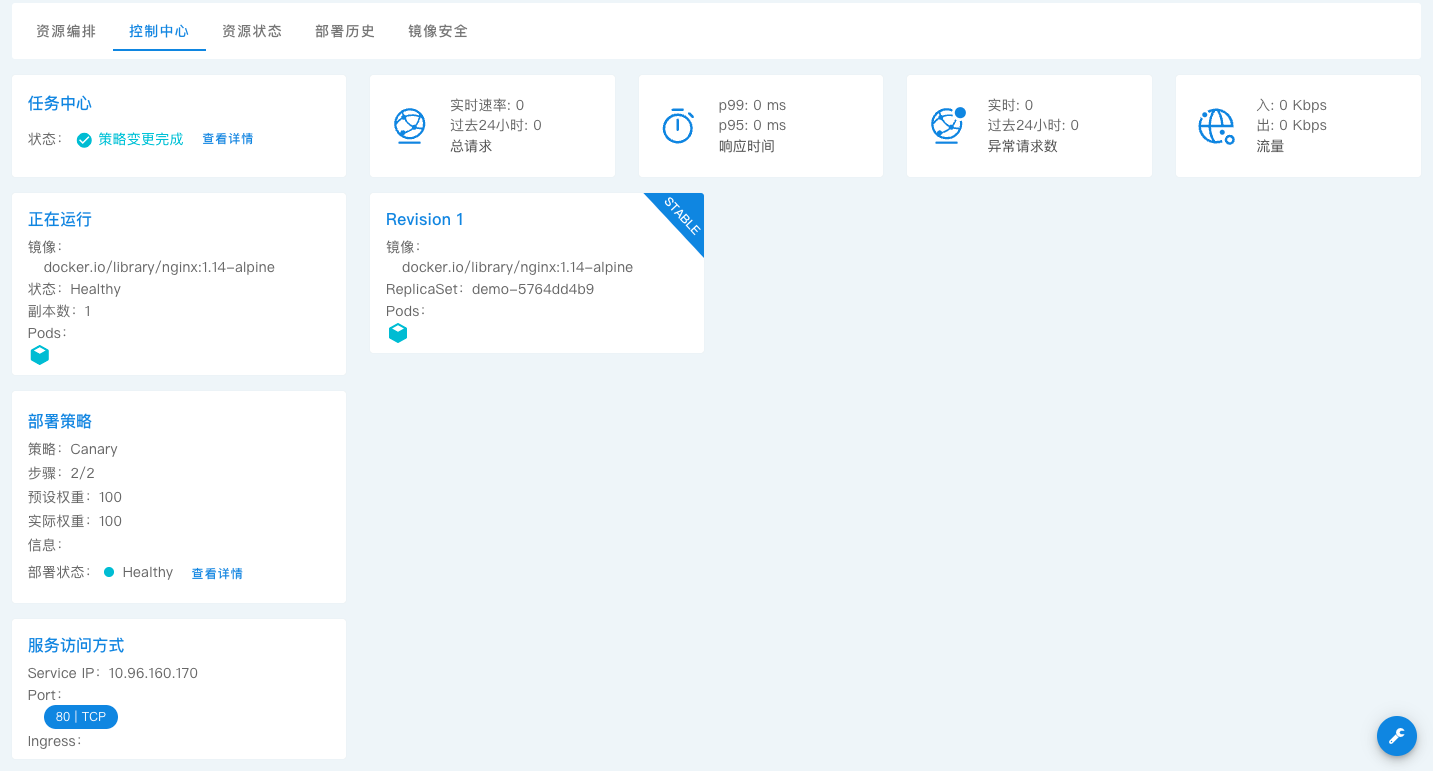 资源编排 控制中心 资源状态 部署历史 镜像安全
任务中心
状态： 策略变更完成 查看详情
实时速率: 0
过去24小时: 0
总请求
p99: 0 ms
p95: 0 ms
响应时间
实时: 0
过去24小时: 0
异常请求数
入: 0 Kbps
出: 0 Kbps
流量
正在运行
镜像：
docker.io/library/nginx:1.14-alpine
状态：Healthy
副本数：1
Pods：
Revision 1
STABLE
镜像：
docker.io/library/nginx:1.14-alpine
ReplicaSet：demo-5764dd4b9
Pods：
部署策略
策略：Canary
步骤：2/2
预设权重：100
实际权重：100
信息：
部署状态： Healthy 查看详情
服务访问方式
Service IP：10.96.160.170
Port：
80 | TCP
Ingress：